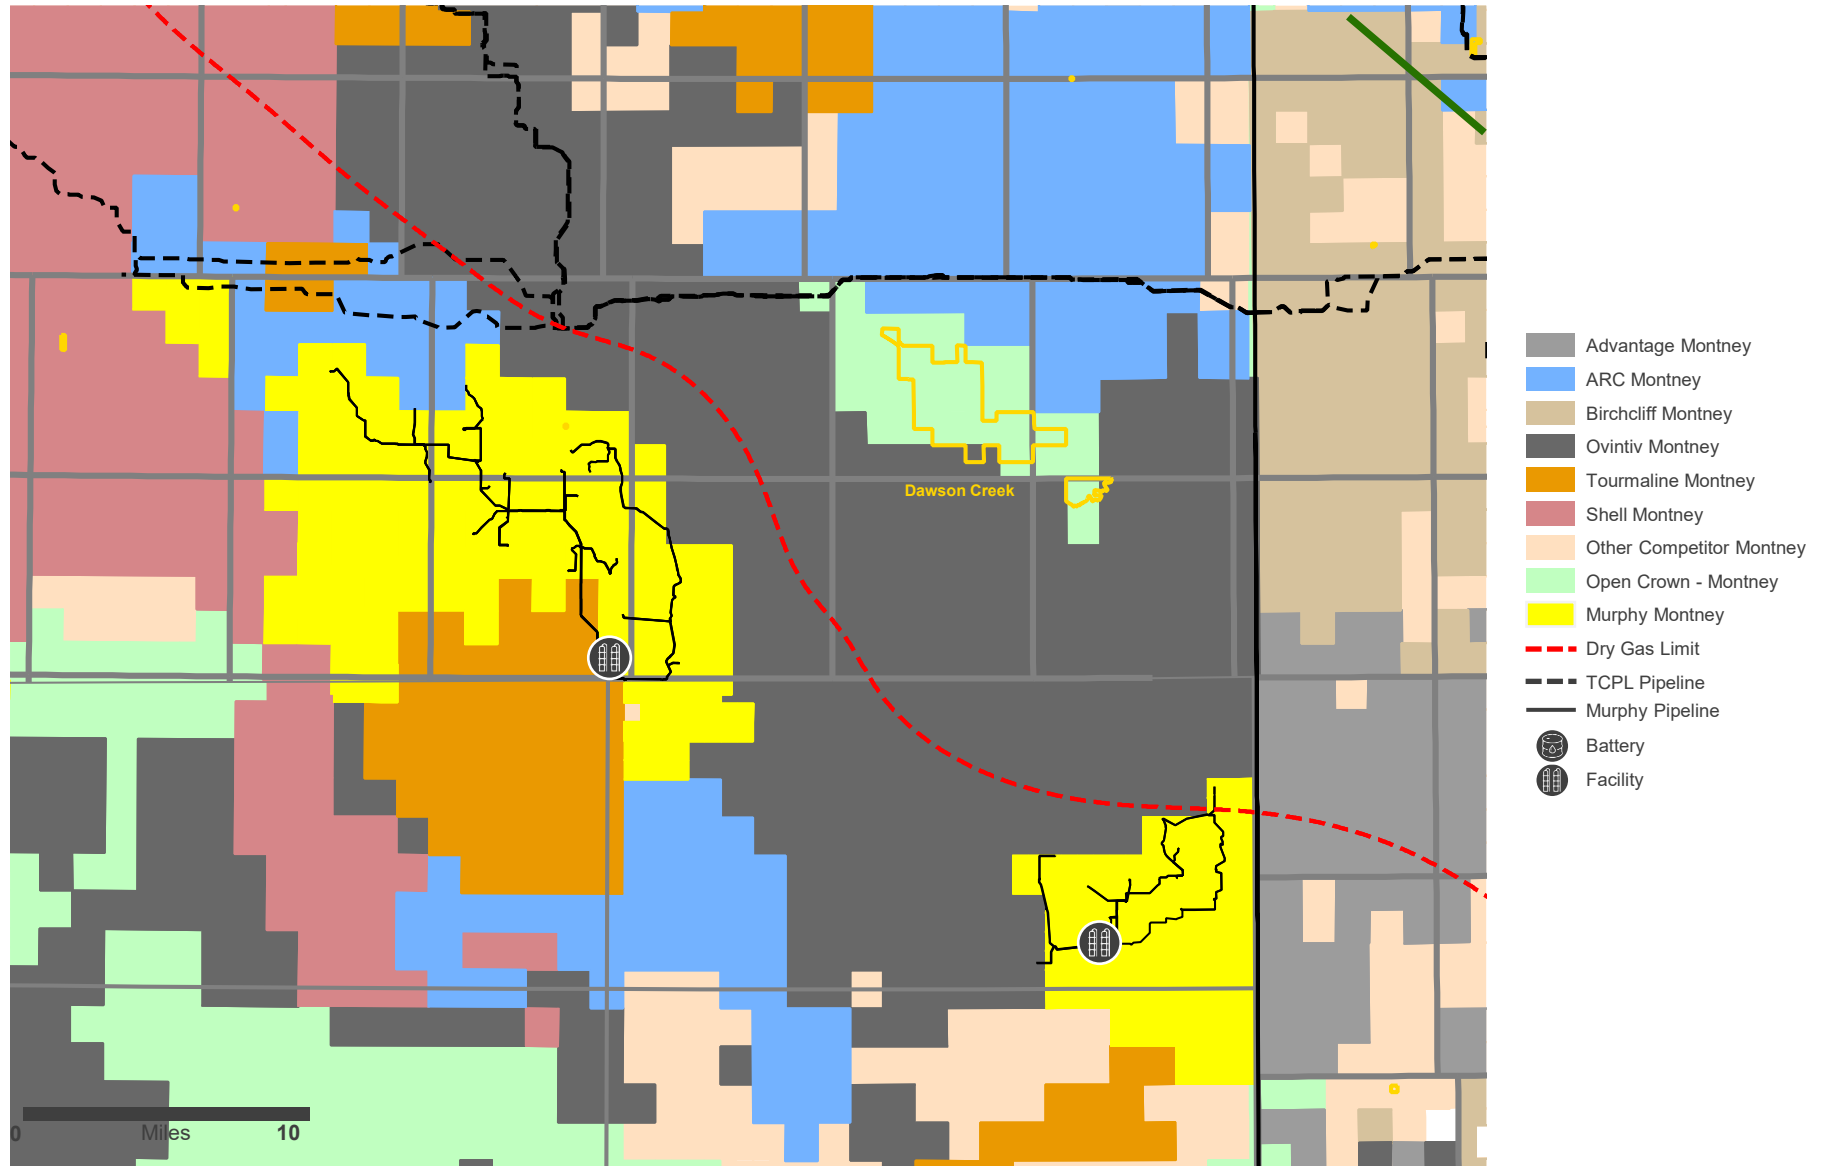 Dawson Creek
0
Miles
10
Advantage Montney
ARC Montney
Birchcliff Montney
Ovintiv Montney
Tourmaline Montney
Shell Montney
Other Competitor Montney
Open Crown - Montney
Murphy Montney
Dry Gas Limit
TCPL Pipeline
Murphy Pipeline
Battery
Facility